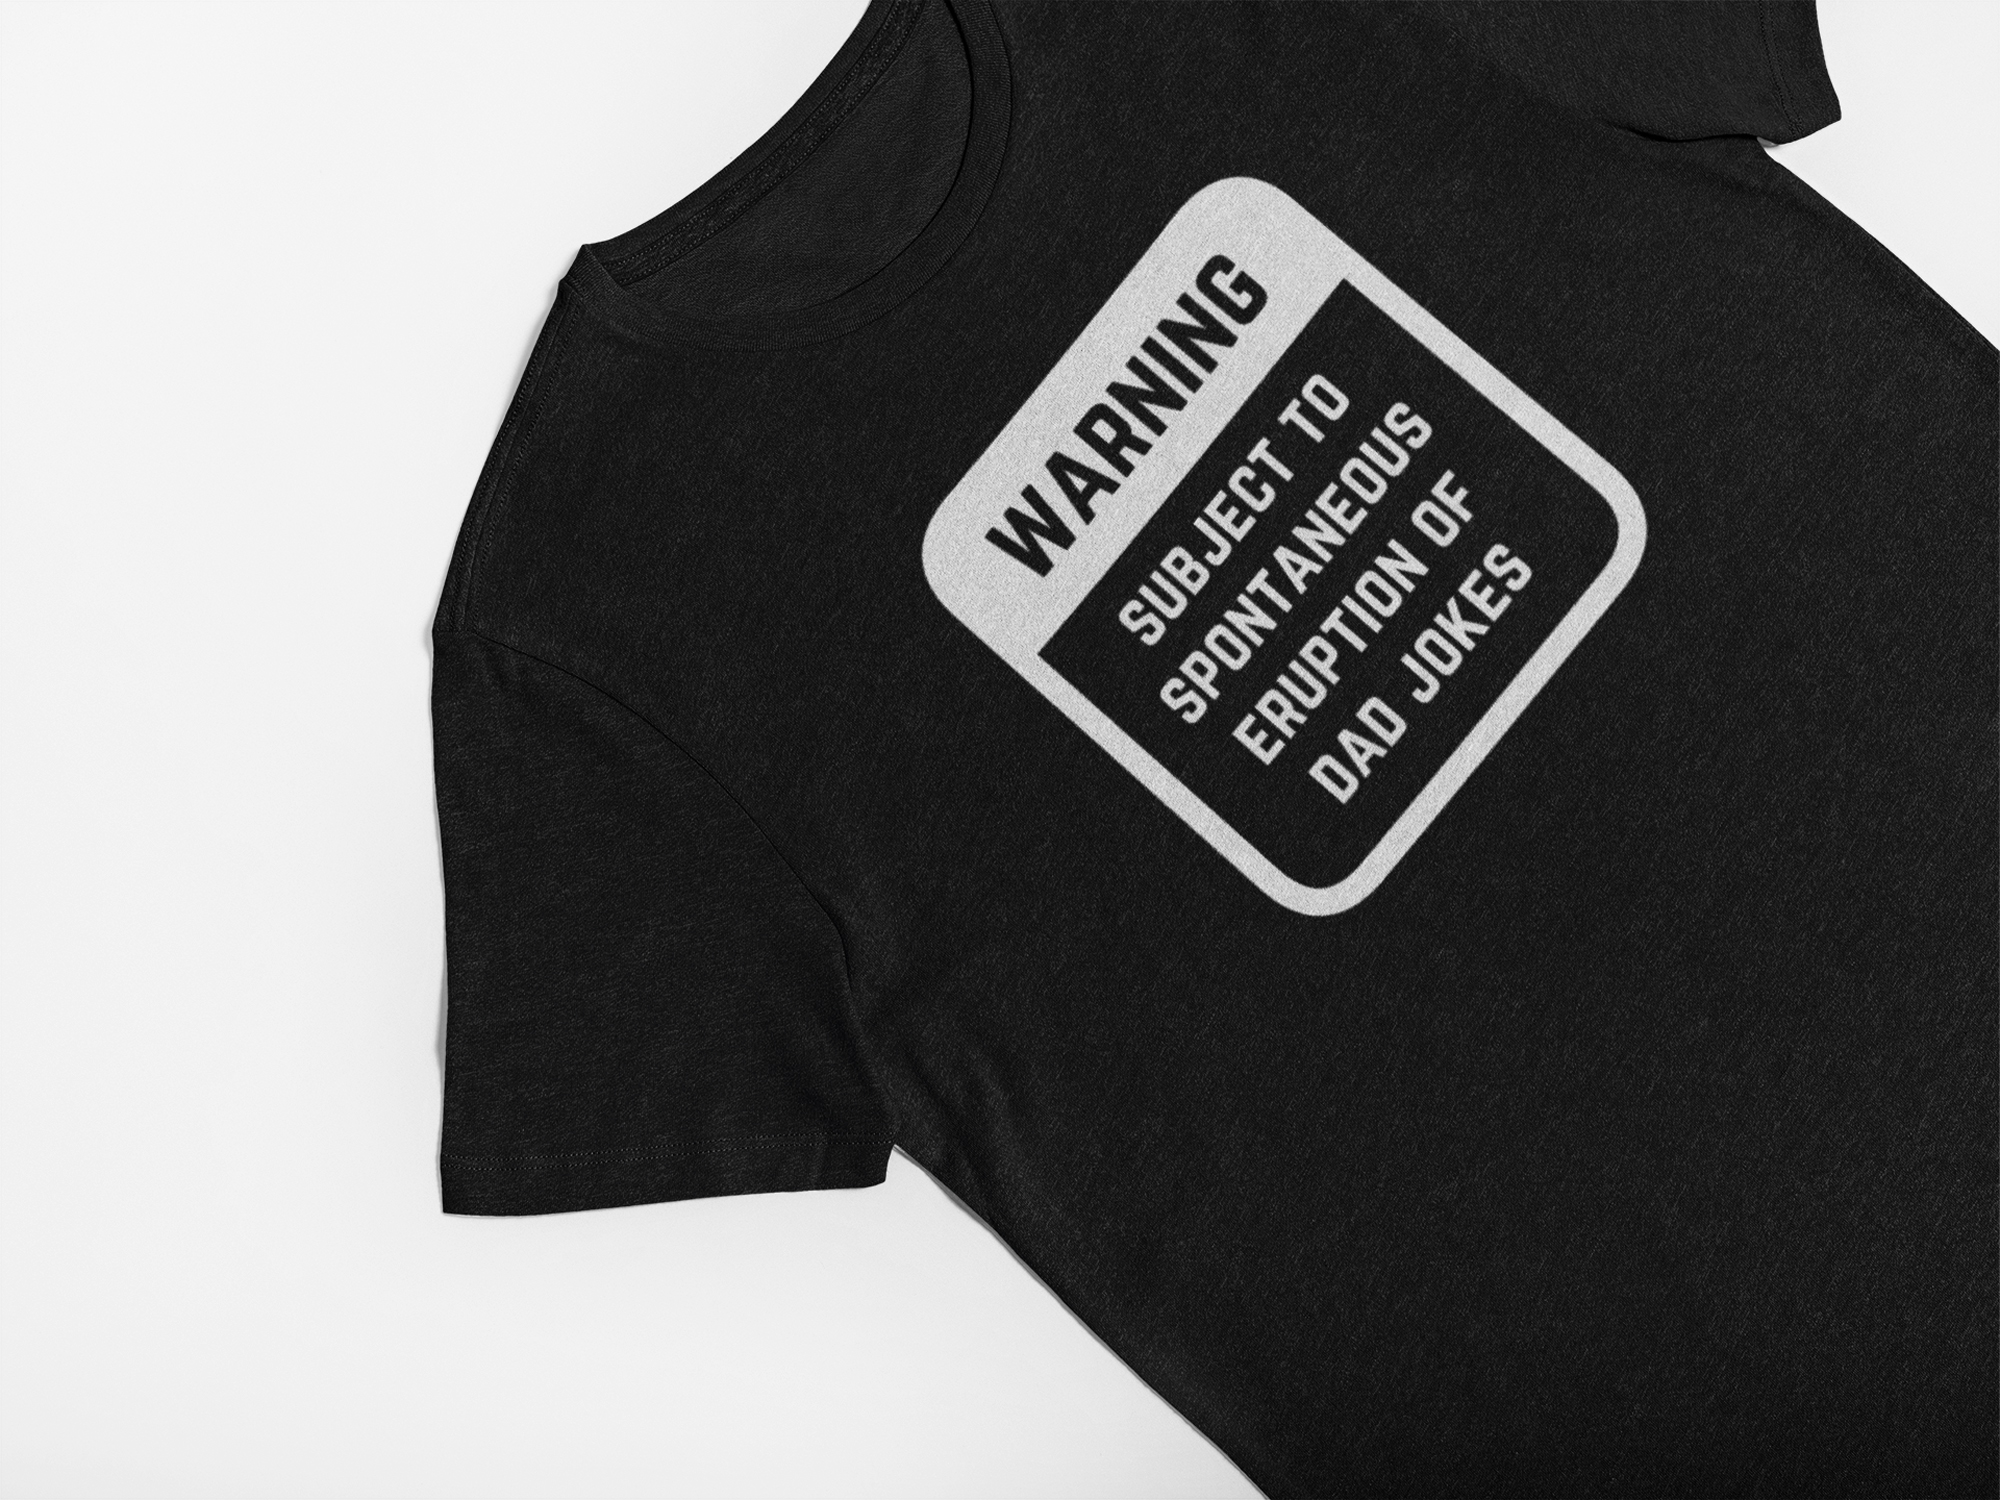 WARNING
SUBJECT TO
SPONTANEOUS
ERUPTION OF
DAD JOKES